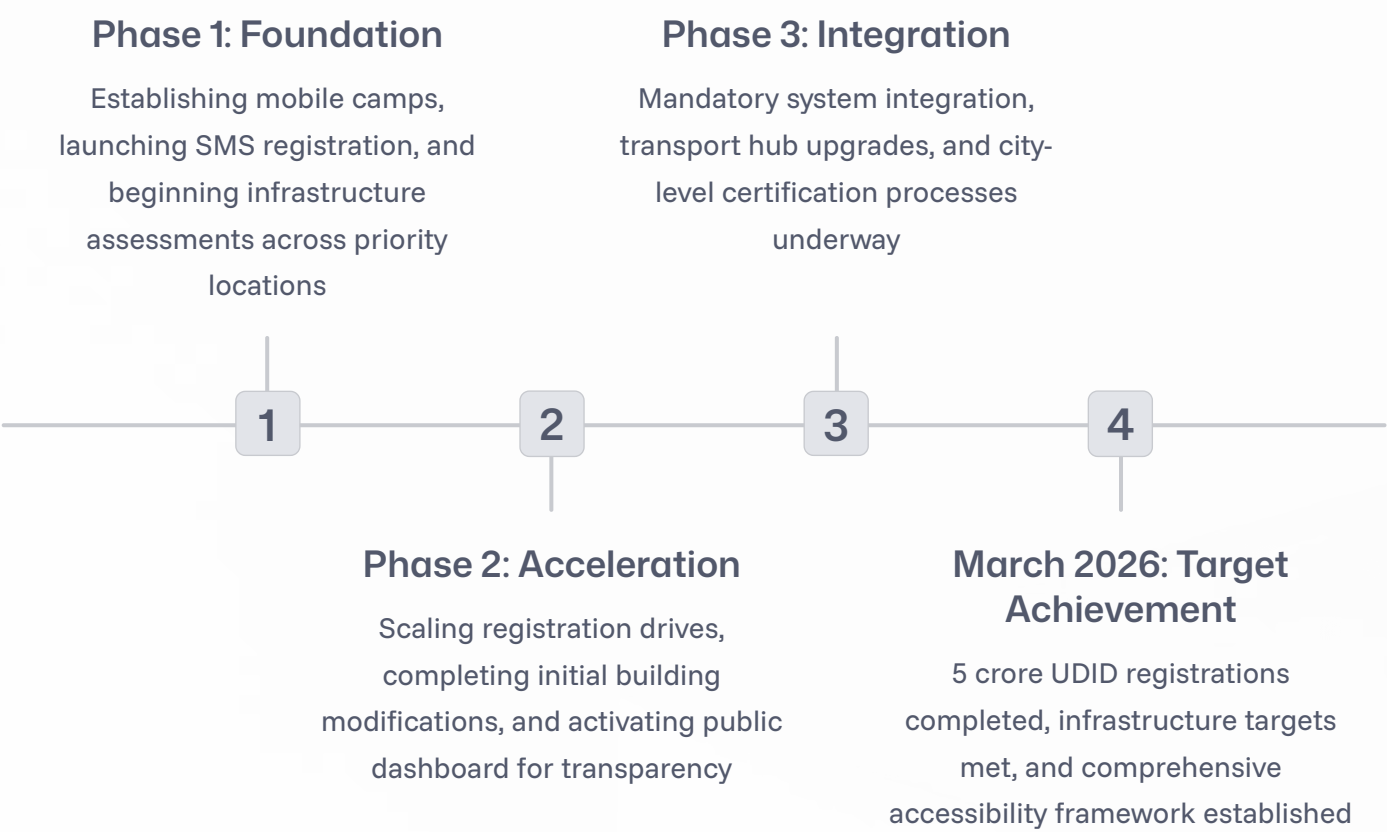 Phase 1: Foundation
Establishing mobile camps,
launching SMS registration, and
beginning infrastructure
assessments across priority
locations
Phase 3: Integration
Mandatory system integration,
transport hub upgrades, and city-
level certification processes
underway
1
2
3
4
Phase 2: Acceleration
Scaling registration drives,
completing initial building
modifications, and activating public
dashboard for transparency
March 2026: Target
Achievement
5 crore UDID registrations
completed, infrastructure targets
met, and comprehensive
accessibility framework established